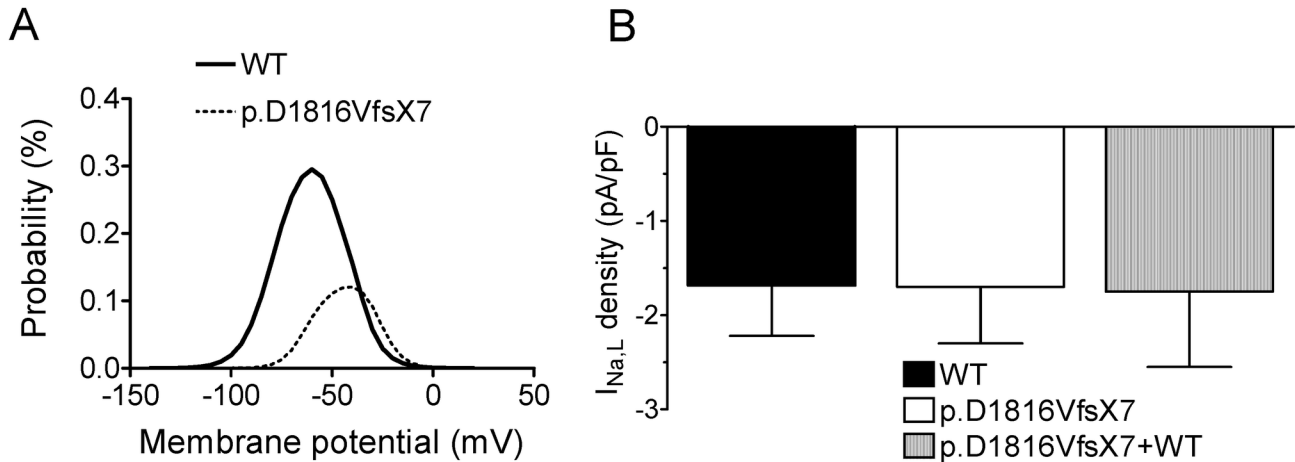 A
WT
p.D1816VfsX7
Probability (%)
0.4
0.3
0.2
0.1
0.0
-150
-100
-50
0
50
Membrane potential (mV)
B
I_Na,L density (pA/pF)
0
-1
-2
-3
WT
p.D1816VfsX7
p.D1816VfsX7+WT